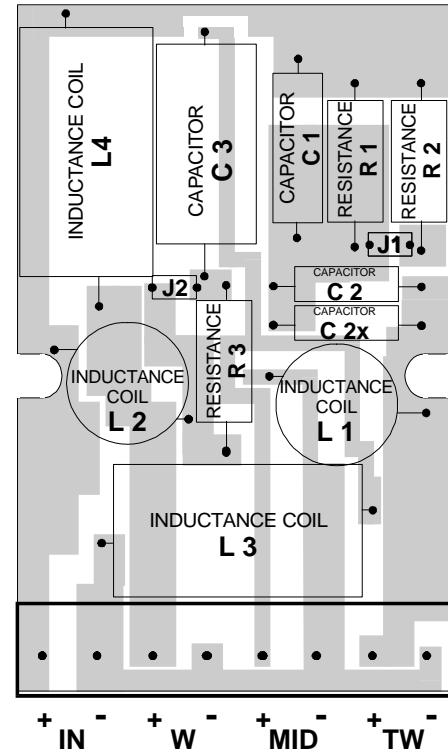 INDUCTANCE COIL
L4
CAPACITOR
C 3
CAPACITOR
C 1
RESISTANCE
R 1
RESISTANCE
R 2
J1
J2
CAPACITOR
C 2
CAPACITOR
C 2x
RESISTANCE
R 3
INDUCTANCE
COIL
L 2
INDUCTANCE
COIL
L 1
INDUCTANCE COIL
L 3
+ - + - + - + -
IN W MID TW